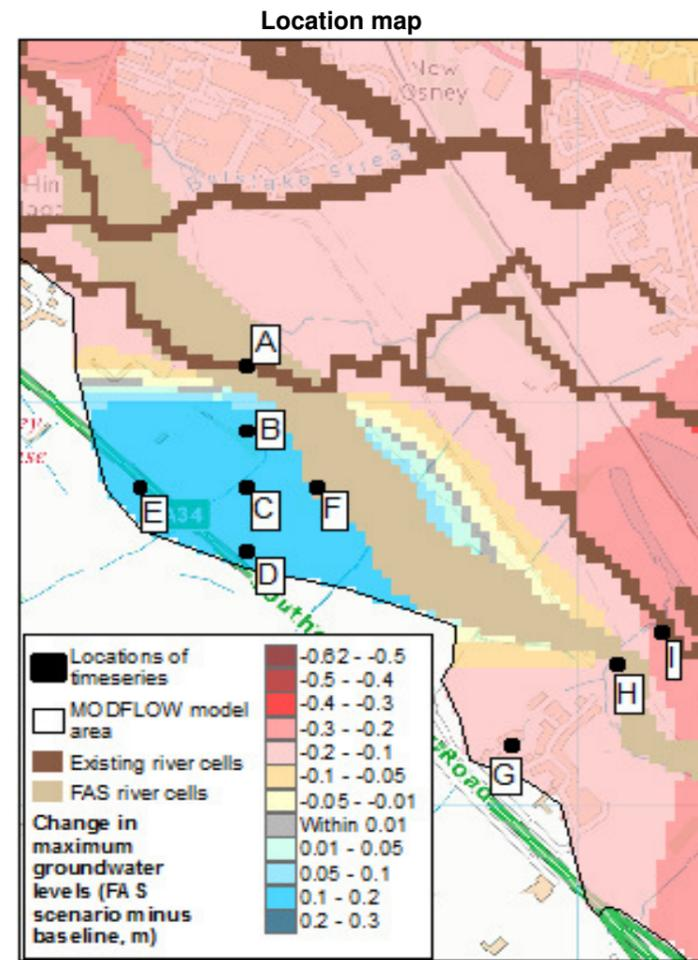 Location map
New
Osney
Bulstake Strea
Hin
A
B
C
F
E
A34
D
Southe
I
H
G
Road
Locations of
timeseries
MODFLOW model
area
Existing river cells
FAS river cells
Change in
maximum
groundwater
levels (FAS
scenario minus
baseline, m)
-0.62 - -0.5
-0.5 - -0.4
-0.4 - -0.3
-0.3 - -0.2
-0.2 - -0.1
-0.1 - -0.05
-0.05 - -0.01
Within 0.01
0.01 - 0.05
0.05 - 0.1
0.1 - 0.2
0.2 - 0.3